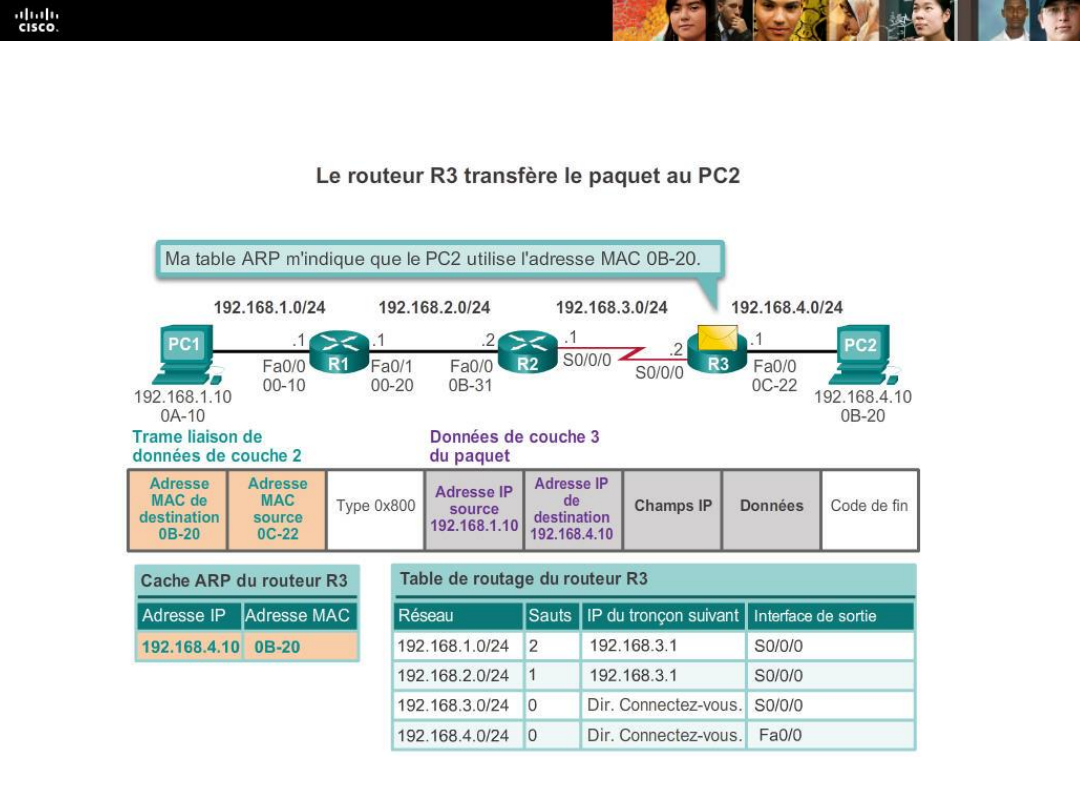 cisco.
Le routeur R3 transfère le paquet au PC2
Ma table ARP m'indique que le PC2 utilise l'adresse MAC 0B-20.
192.168.1.0/24 192.168.2.0/24 192.168.3.0/24 192.168.4.0/24
PC1 .1 R1 .1 .2 R2 .1 .2 R3 .1 PC2
Fa0/0 Fa0/1 Fa0/0 S0/0/0 S0/0/0 Fa0/0
00-10 00-20 0B-31 0C-22
192.168.1.10 192.168.4.10
0A-10 0B-20
Trame liaison de
données de couche 2
Données de couche 3
du paquet
Adresse
MAC de
destination
0B-20
Adresse
MAC
source
0C-22
Type 0x800
Adresse IP
source
192.168.1.10
Adresse IP
de
destination
192.168.4.10
Champs IP
Données
Code de fin
Cache ARP du routeur R3
Adresse IP Adresse MAC
192.168.4.10 0B-20
Table de routage du routeur R3
Réseau Sauts IP du tronçon suivant Interface de sortie
192.168.1.0/24 2 192.168.3.1 S0/0/0
192.168.2.0/24 1 192.168.3.1 S0/0/0
192.168.3.0/24 0 Dir. Connectez-vous. S0/0/0
192.168.4.0/24 0 Dir. Connectez-vous. Fa0/0